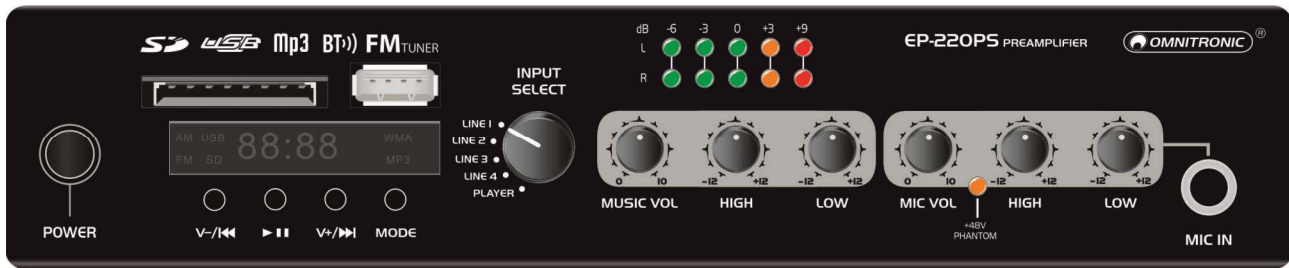 SD USB Mp3 BT FM TUNER
dB -6 -3 0 +3 +9
L
R
EP-220PS PREAMPLIFIER
OMNITRONIC®
INPUT
SELECT
LINE 1
LINE 2
LINE 3
LINE 4
PLAYER
AM USB 88:88 WMA
FM SD MP3
POWER
V-/⏮
►II
V+/⏭
MODE
0 10
MUSIC VOL
-12 +12
HIGH
-12 +12
LOW
0 10
MIC VOL
+48V
PHANTOM
-12 +12
HIGH
-12 +12
LOW
MIC IN